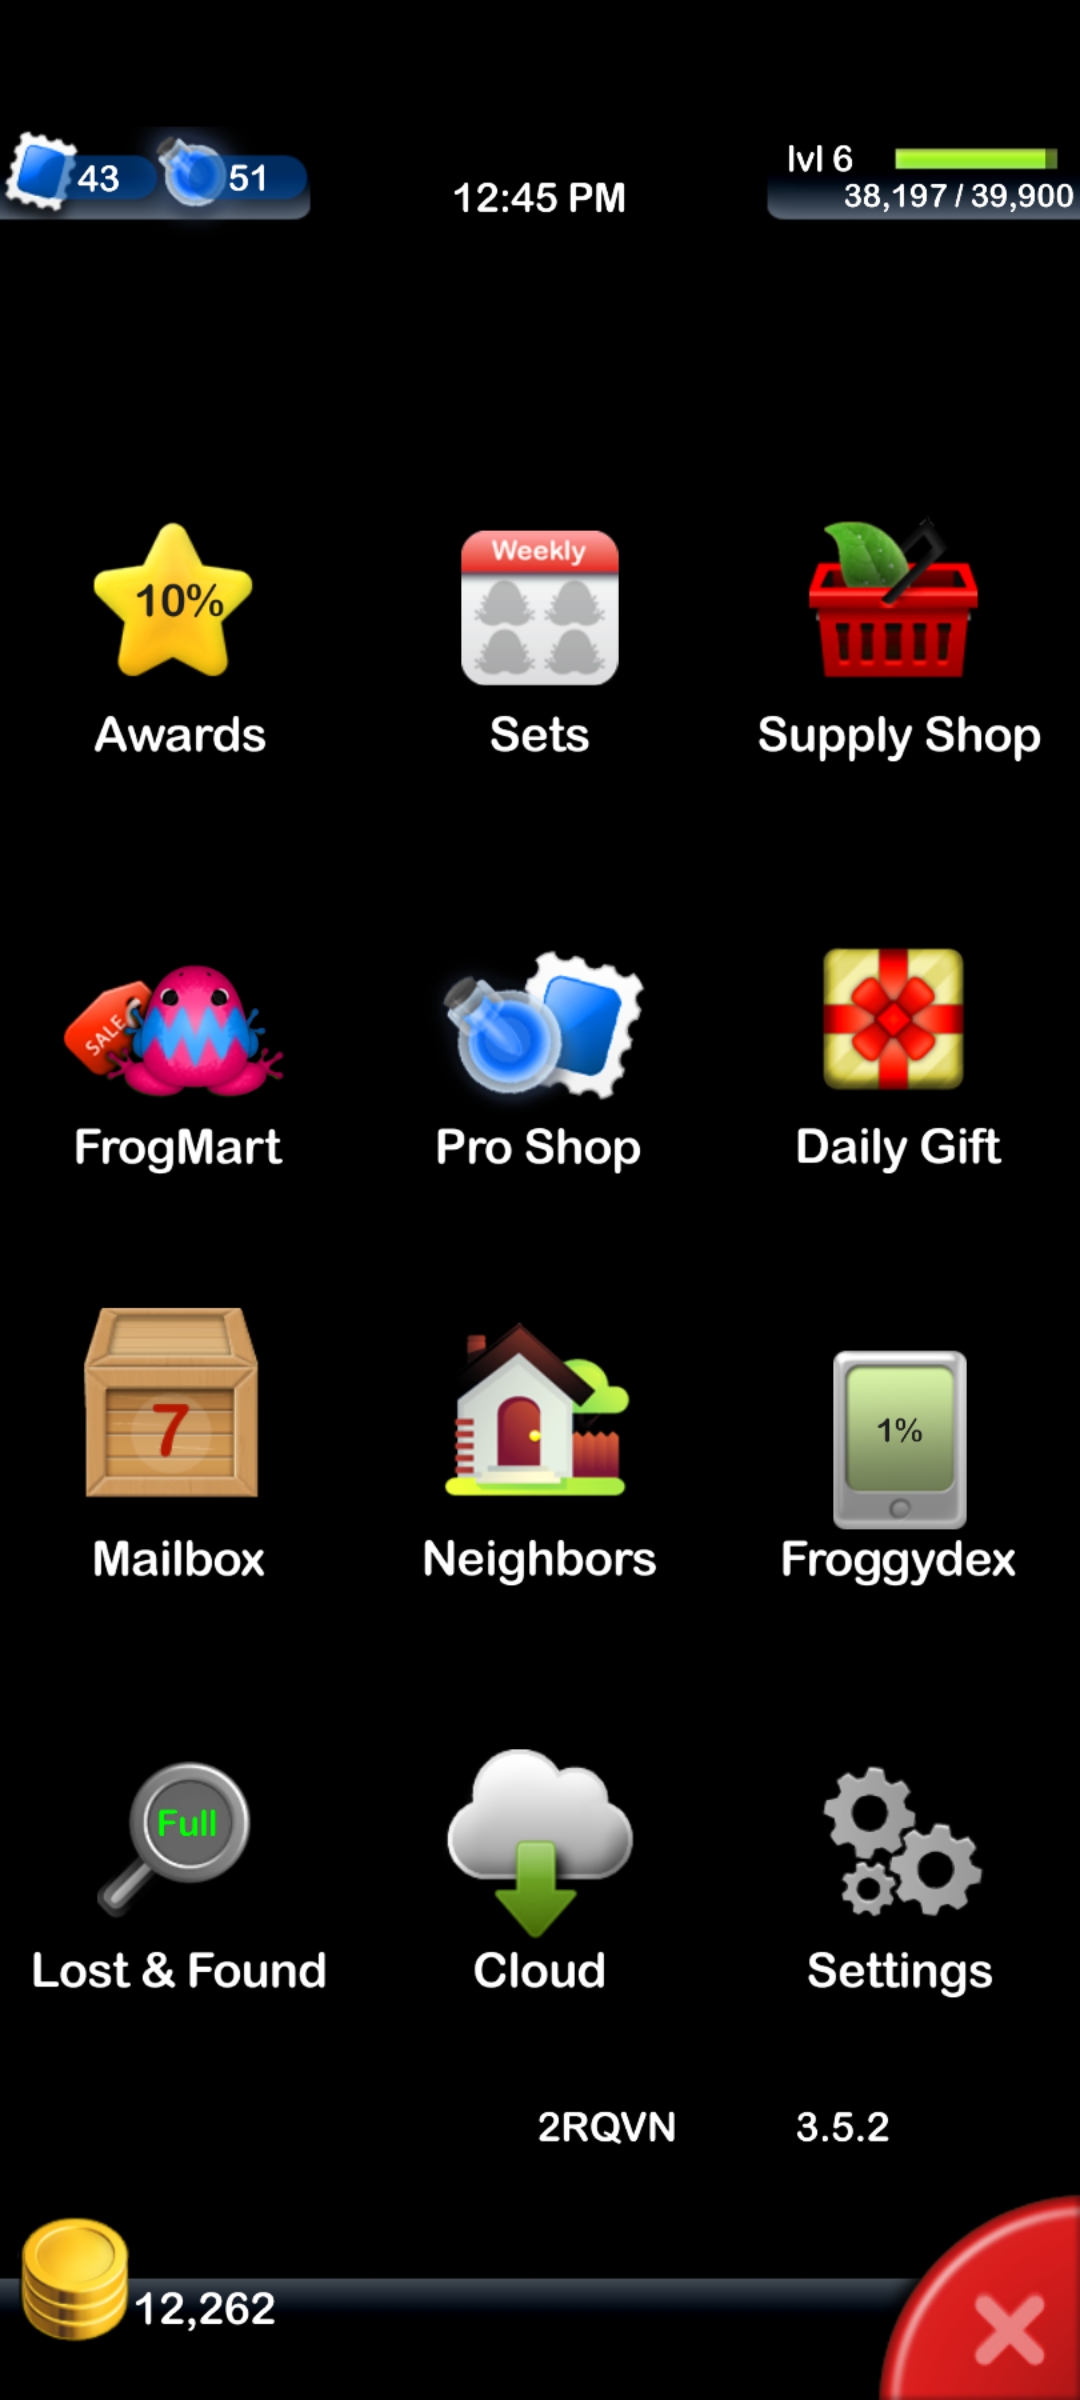 43
51
12:45 PM
lvl 6
38,197 / 39,900
10%
Weekly
Awards
Sets
Supply Shop
SALE
FrogMart
Pro Shop
Daily Gift
7
1%
Mailbox
Neighbors
Froggydex
Full
Lost & Found
Cloud
Settings
2RQVN
3.5.2
12,262